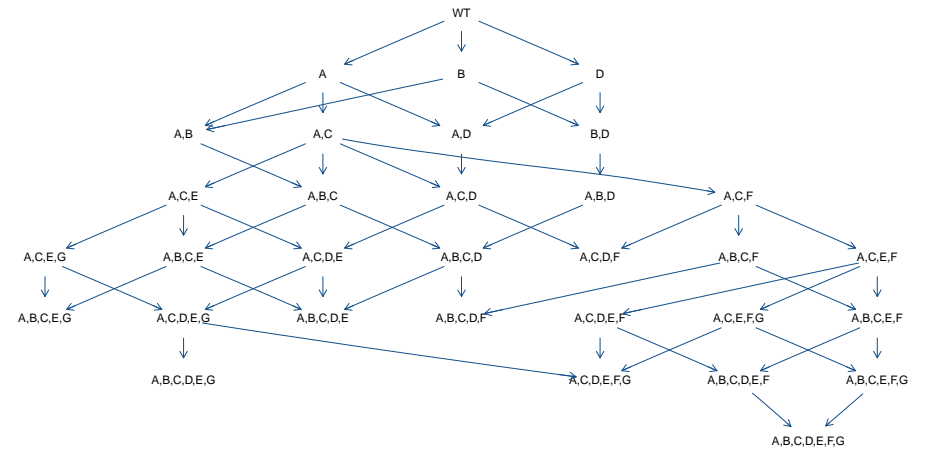 WT
A B D
A,B A,C A,D B,D
A,C,E A,B,C A,C,D A,B,D A,C,F
A,C,E,G A,B,C,E A,C,D,E A,B,C,D A,C,D,F A,B,C,F A,C,E,F
A,B,C,E,G A,C,D,E,G A,B,C,D,E A,B,C,D,F A,C,D,E,F A,C,E,F,G A,B,C,E,F
A,B,C,D,E,G A,C,D,E,F,G A,B,C,D,E,F A,B,C,E,F,G
A,B,C,D,E,F,G